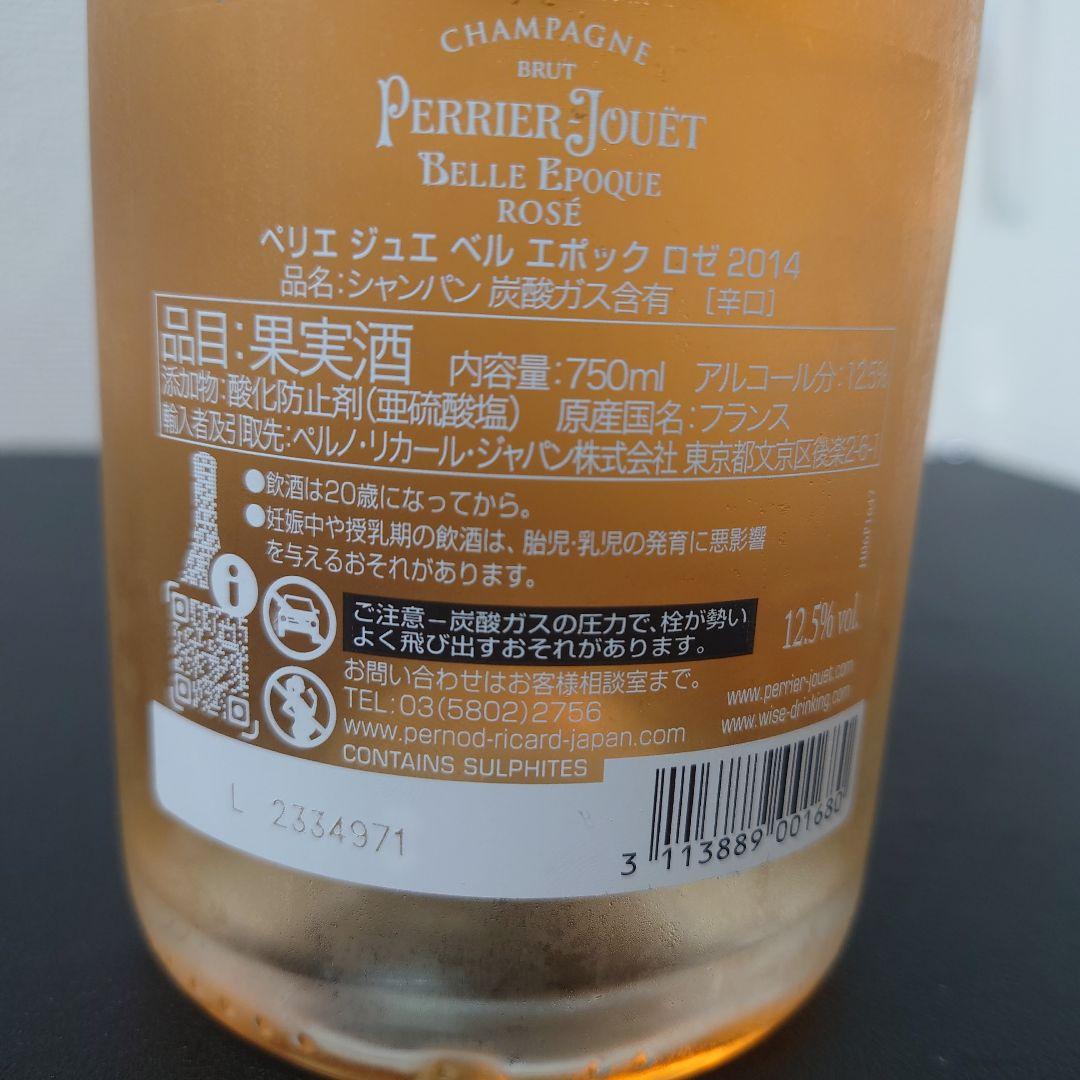 CHAMPAGNE
BRUT
PERRIER-JOUËT
BELLE EPOQUE
ROSÉ
ペリエ ジュエ ベル エポック ロゼ 2014
品名:シャンパン 炭酸ガス含有 [辛口]
品目:果実酒 内容量:750ml アルコール分:12.5%
添加物:酸化防止剤(亜硫酸塩) 原産国名:フランス
輸入者及引取先:ペルノ・リカール・ジャパン株式会社 東京都文京区後楽2-6-1
●飲酒は20歳になってから。
●妊娠中や授乳期の飲酒は、胎児・乳児の発育に悪影響
を与えるおそれがあります。
i
ご注意-炭酸ガスの圧力で、栓が勢い
よく飛び出すおそれがあります。
12.5% vol.
お問い合わせはお客様相談室まで。
TEL:03(5802)2756
www.pernod-ricard-japan.com
CONTAINS SULPHITES
www.perrier-jouet.com
www.wise-drinking.com
L 2334971
3 113889 001680